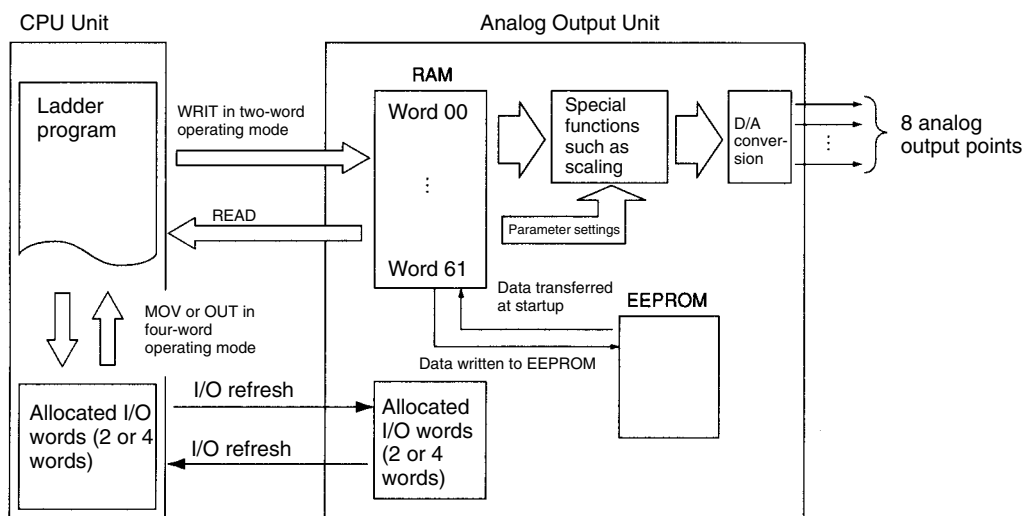 CPU Unit
Analog Output Unit
Ladder
program
WRIT in two-word
operating mode
READ
RAM
Word 00
⋮
Word 61
Special
functions
such as
scaling
Parameter settings
D/A
conver-
sion
⋮
8 analog
output points
Data transferred
at startup
EEPROM
Data written to EEPROM
MOV or OUT in
four-word
operating mode
Allocated I/O
words (2 or 4
words)
I/O refresh
I/O refresh
Allocated
I/O words
(2 or 4
words)